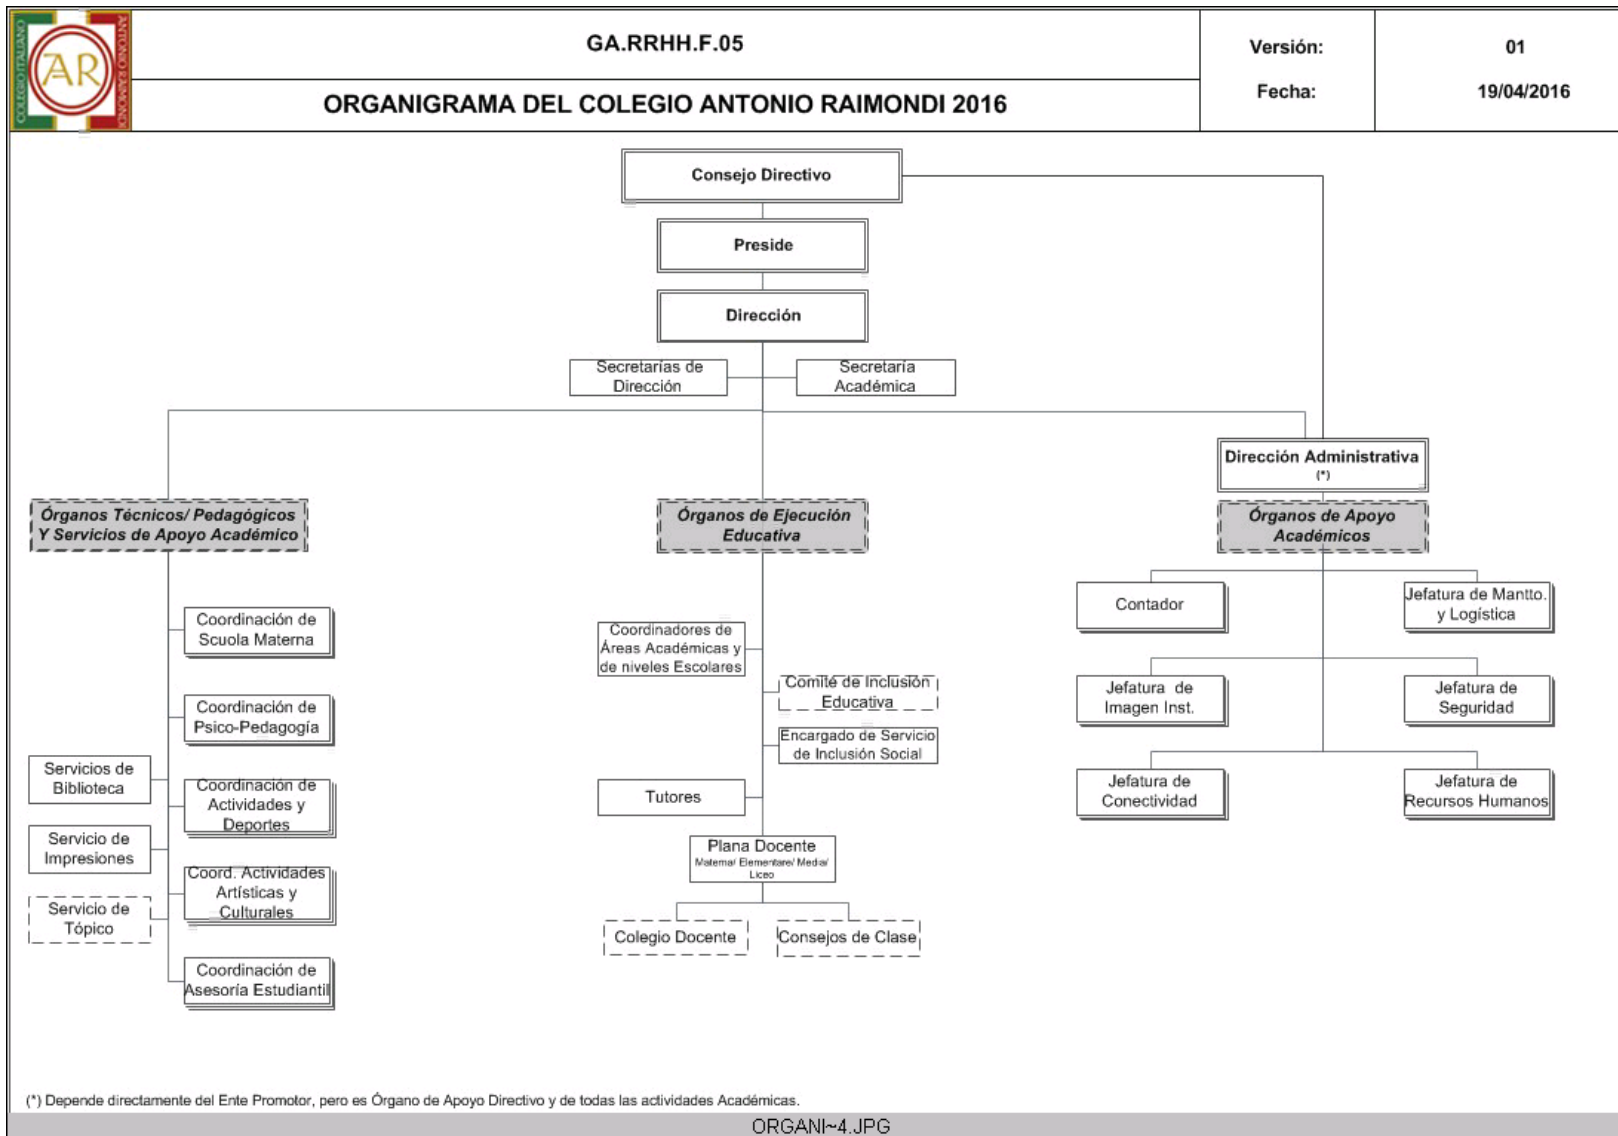 COLEGIO ITALIANO
ANTONIO RAIMONDI
AR
GA.RRHH.F.05
ORGANIGRAMA DEL COLEGIO ANTONIO RAIMONDI 2016
Versión:
01
Fecha:
19/04/2016
Consejo Directivo
Preside
Dirección
Secretarías de
Dirección
Secretaría
Académica
Dirección Administrativa
(*)
Órganos Técnicos/ Pedagógicos
Y Servicios de Apoyo Académico
Órganos de Ejecución
Educativa
Órganos de Apoyo
Académicos
Coordinación de
Scuola Materna
Coordinación de
Psico-Pedagogía
Servicios de
Biblioteca
Coordinación de
Actividades y
Deportes
Servicio de
Impresiones
Coord. Actividades
Artísticas y
Culturales
Servicio de
Tópico
Coordinación de
Asesoría Estudiantil
Coordinadores de
Áreas Académicas y
de niveles Escolares
Comité de Inclusión
Educativa
Encargado de Servicio
de Inclusión Social
Tutores
Plana Docente
Materna/ Elementare/ Media/
Liceo
Colegio Docente
Consejos de Clase
Contador
Jefatura de Mantto.
y Logística
Jefatura de
Imagen Inst.
Jefatura de
Seguridad
Jefatura de
Conectividad
Jefatura de
Recursos Humanos
(*) Depende directamente del Ente Promotor, pero es Órgano de Apoyo Directivo y de todas las actividades Académicas.
ORGANI~4.JPG